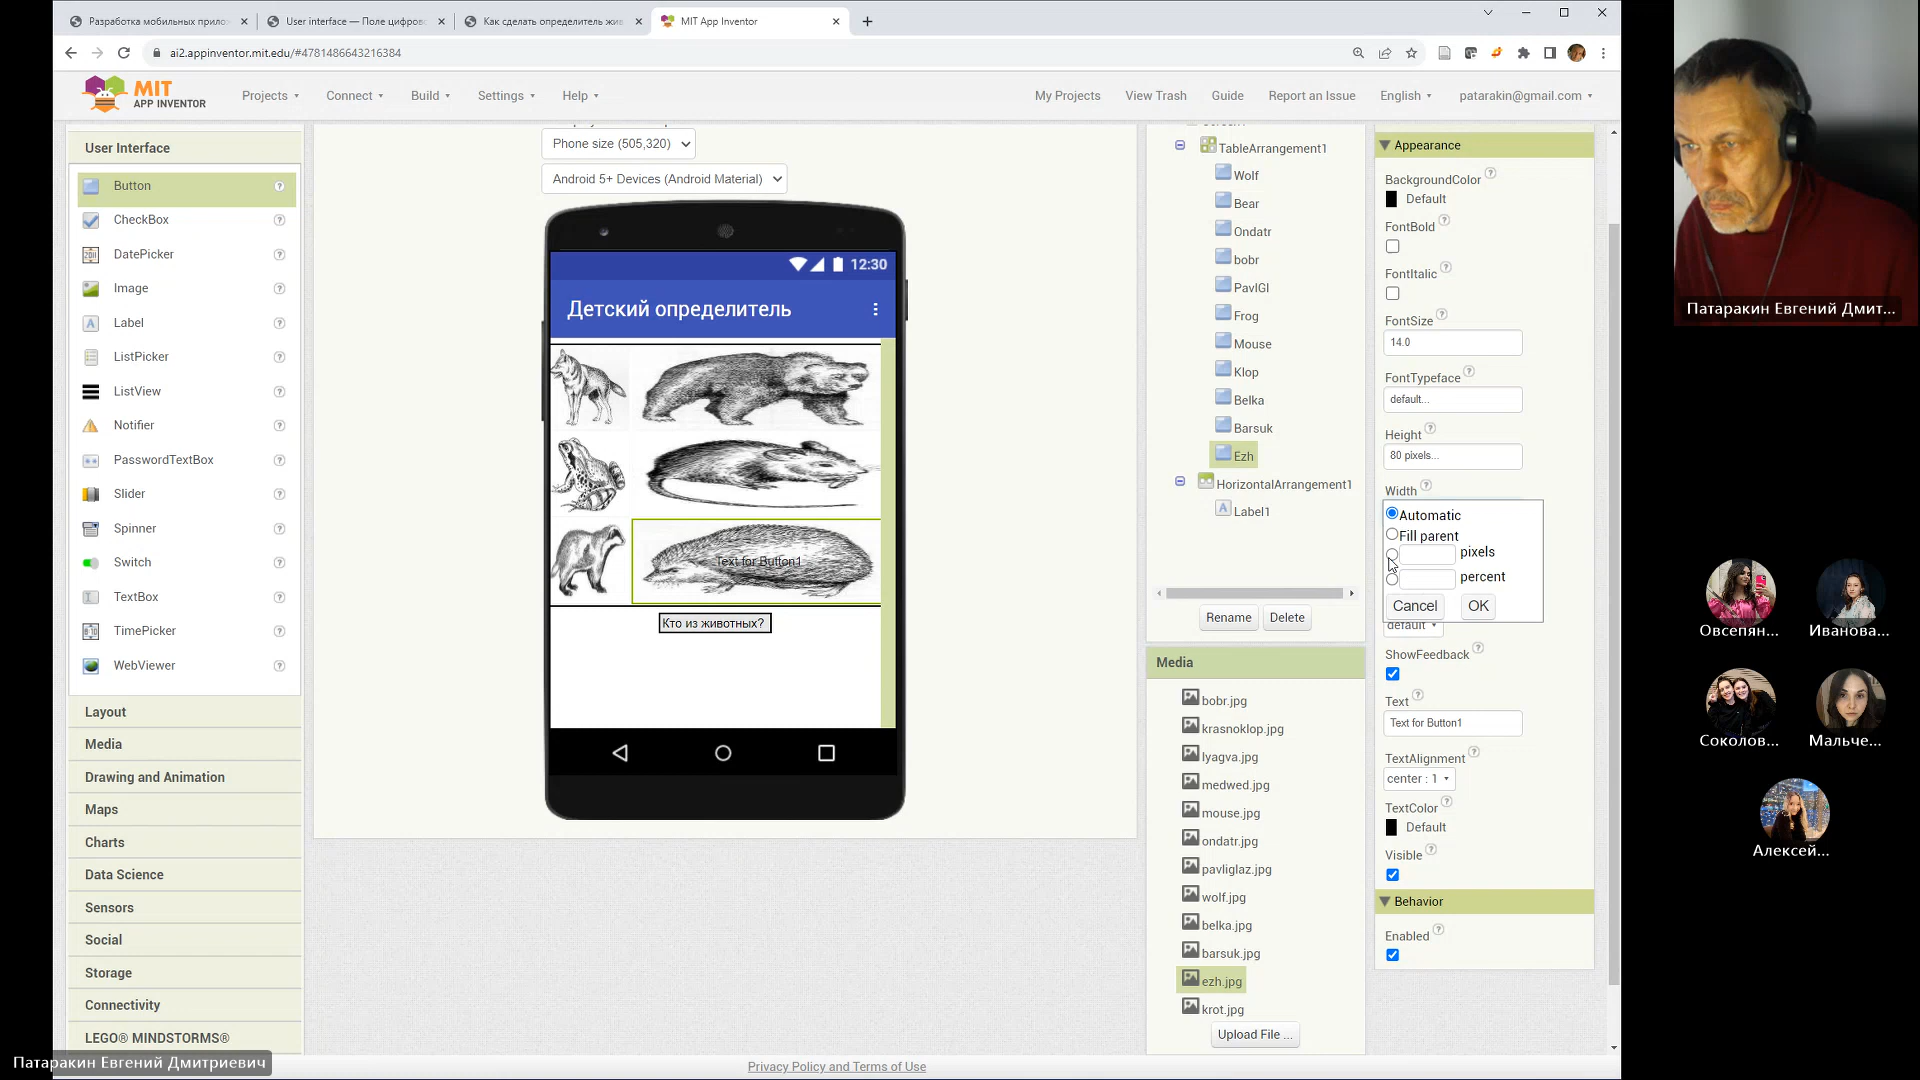 Разработка мобильных прило
User interface — Поле цифров
Как сделать определитель жив
MIT App Inventor
ai2.appinventor.mit.edu/#4781486643216384
MIT
APP INVENTOR
Projects
Connect
Build
Settings
Help
My Projects
View Trash
Guide
Report an Issue
English
patarakin@gmail.com
User Interface
Button
CheckBox
DatePicker
Image
Label
ListPicker
ListView
Notifier
PasswordTextBox
Slider
Spinner
Switch
TextBox
TimePicker
WebViewer
Layout
Media
Drawing and Animation
Maps
Charts
Data Science
Sensors
Social
Storage
Connectivity
LEGO® MINDSTORMS®
Phone size (505,320)
Android 5+ Devices (Android Material)
12:30
Детский определитель
Text for Button1
Кто из животных?
TableArrangement1
Wolf
Bear
Ondatr
bobr
PavlGl
Frog
Mouse
Klop
Belka
Barsuk
Ezh
HorizontalArrangement1
Label1
Rename
Delete
Media
bobr.jpg
krasnoklop.jpg
lyagva.jpg
medwed.jpg
mouse.jpg
ondatr.jpg
pavliglaz.jpg
wolf.jpg
belka.jpg
barsuk.jpg
ezh.jpg
krot.jpg
Upload File ...
Appearance
BackgroundColor
Default
FontBold
FontItalic
FontSize
14.0
FontTypeface
default...
Height
80 pixels...
Width
Automatic
Fill parent
pixels
percent
Cancel
OK
default
ShowFeedback
Text
Text for Button1
TextAlignment
center : 1
TextColor
Default
Visible
Behavior
Enabled
Privacy Policy and Terms of Use
Патаракин Евгений Дмитриевич
Патаракин Евгений Дмит...
Овсепян...
Иванова...
Соколов...
Мальче...
Алексей...